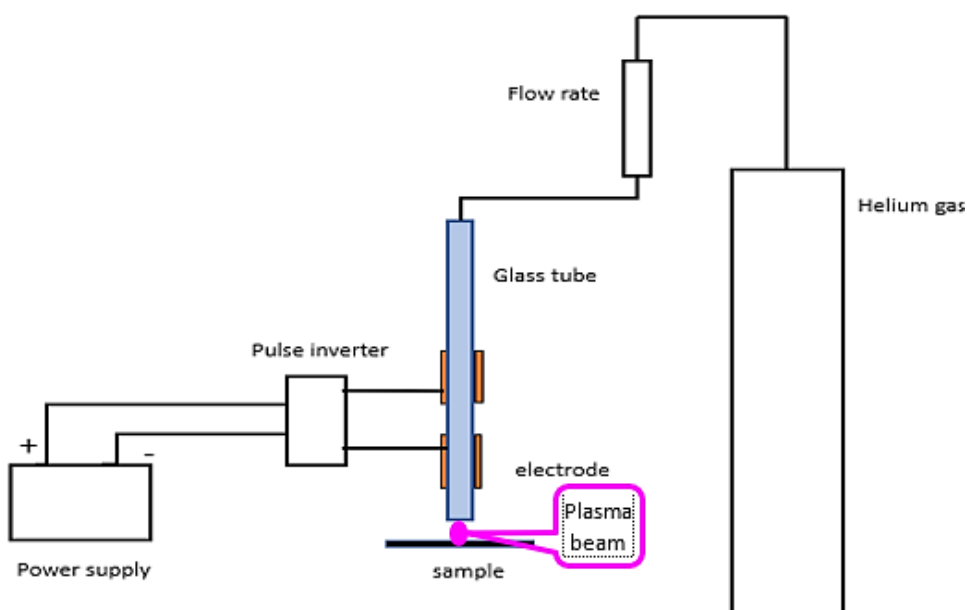 Flow rate
Helium gas
Glass tube
Pulse inverter
+
-
electrode
Plasma
beam
Power supply
sample